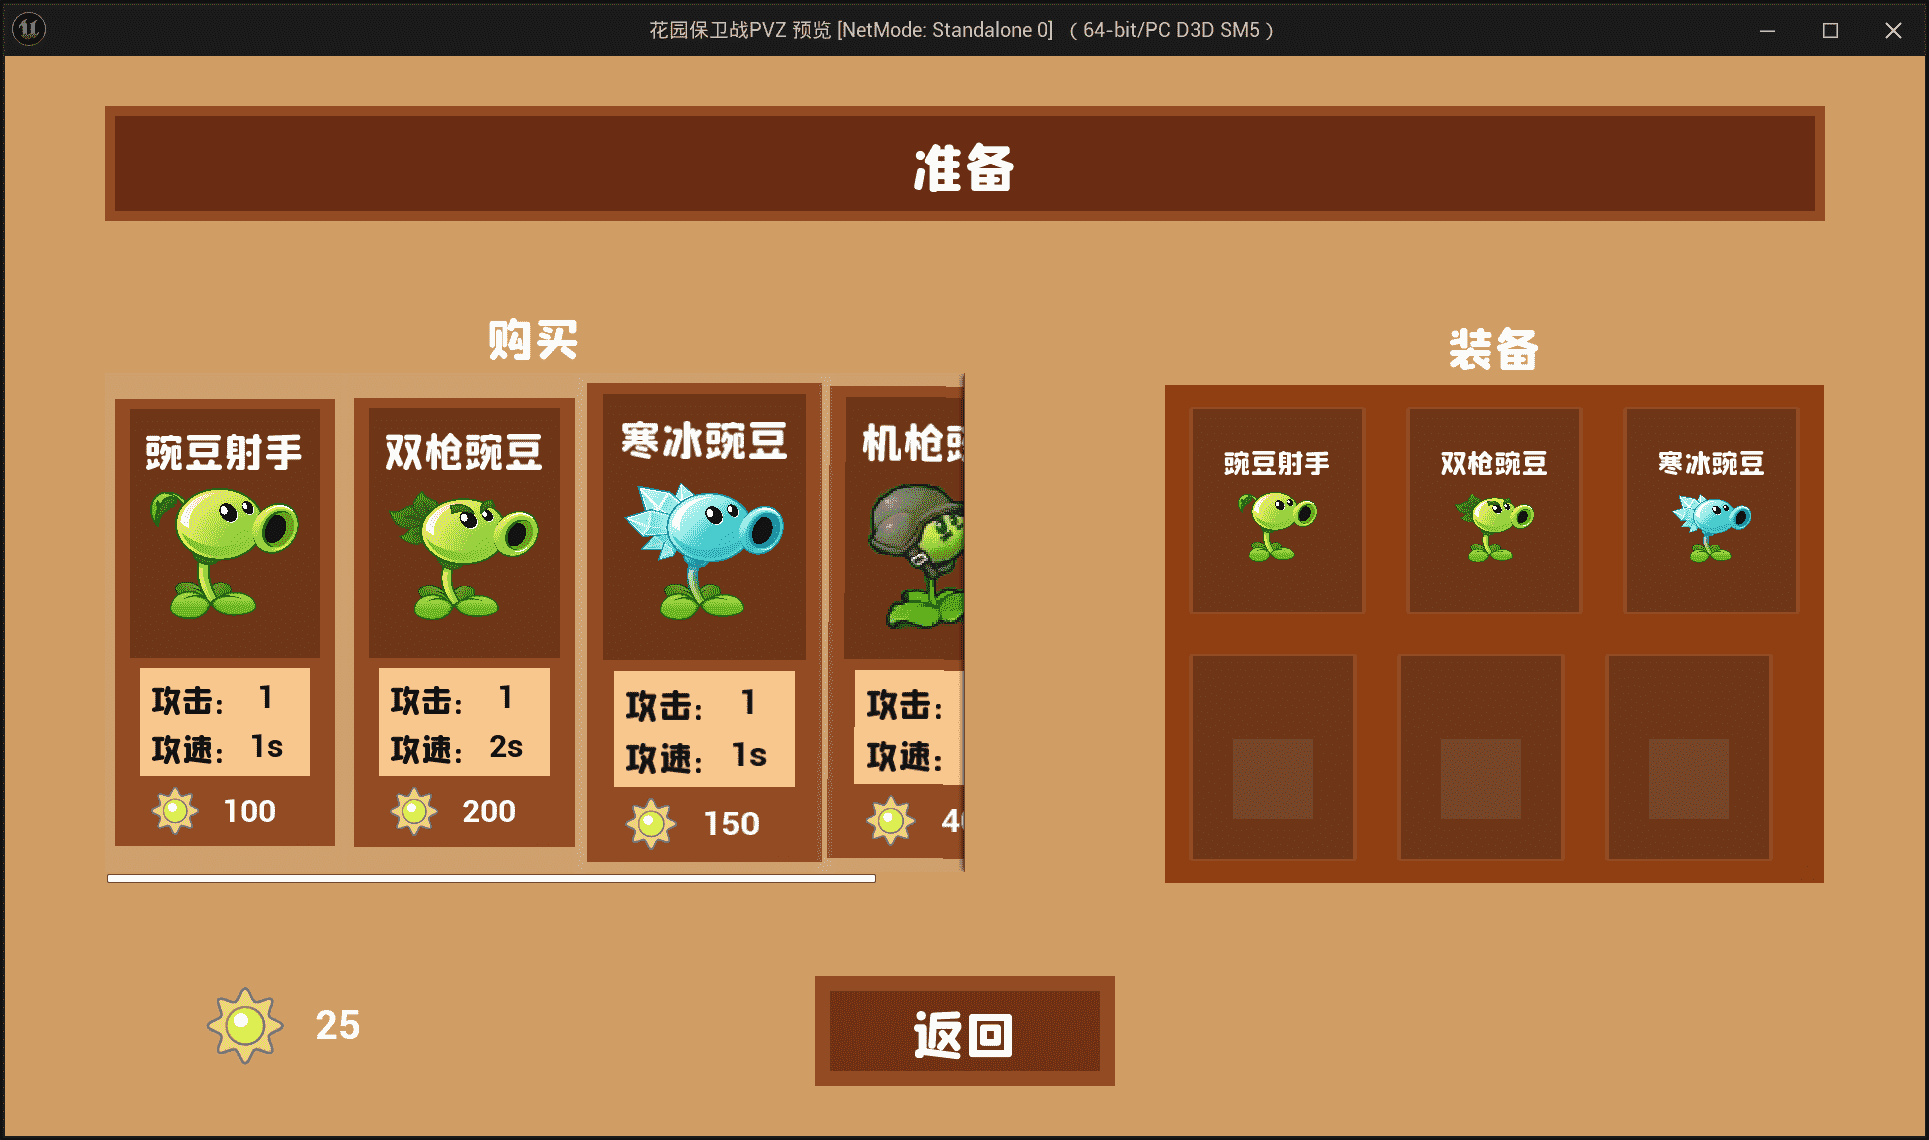 花园保卫战PVZ 预览 [NetMode: Standalone 0] （64-bit/PC D3D SM5）
准备
购买
豌豆射手
攻击： 1
攻速： 1s
100
双枪豌豆
攻击： 1
攻速： 2s
200
寒冰豌豆
攻击： 1
攻速： 1s
150
机枪
攻击：
攻速：
4
装备
豌豆射手
双枪豌豆
寒冰豌豆
25
返回